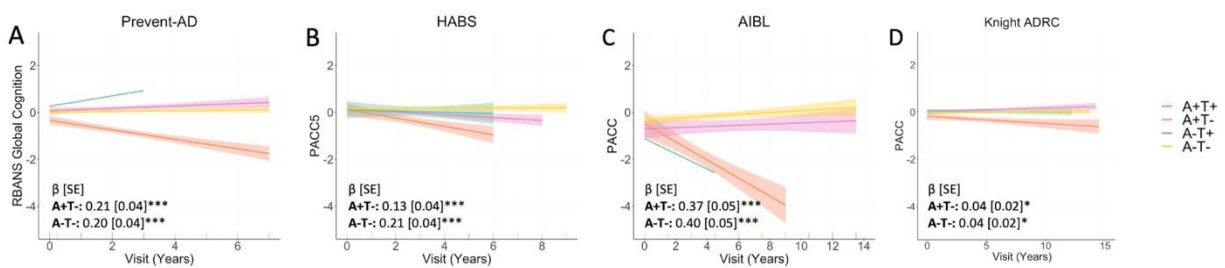 A
Prevent-AD
RBANS Global Cognition
2
0
-2
-4
β [SE]
A+T-: 0.21 [0.04]***
A-T-: 0.20 [0.04]***
0 2 4 6
Visit (Years)
B
HABS
PACC5
2
0
-2
-4
β [SE]
A+T-: 0.13 [0.04]***
A-T-: 0.21 [0.04]***
0 2 4 6 8
Visit (Years)
C
AIBL
PACC
2
0
-2
-4
β [SE]
A+T-: 0.37 [0.05]***
A-T-: 0.40 [0.05]***
0 2 4 6 8 10 12 14
Visit (Years)
D
Knight ADRC
PACC
2
0
-2
-4
β [SE]
A+T-: 0.04 [0.02]*
A-T-: 0.04 [0.02]*
0 5 10 15
Visit (Years)
A+T+
A+T-
A-T+
A-T-